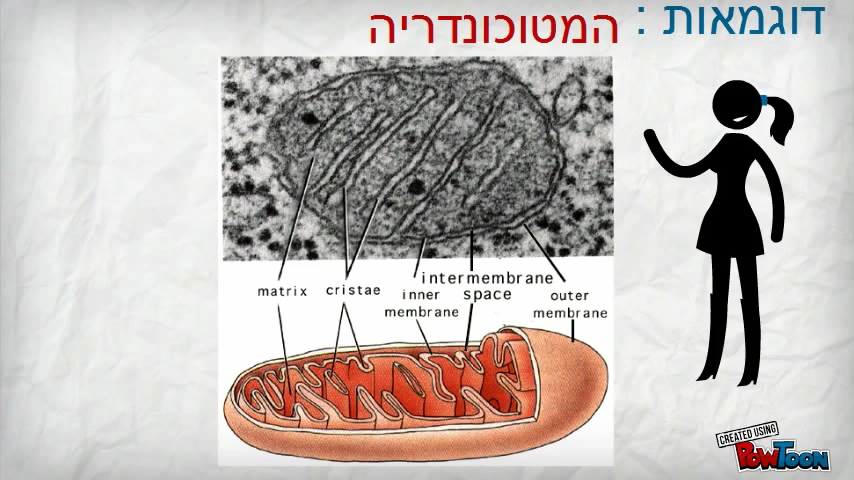 דוגמאות : המטוכונדריה
matrix cristae
intermembrane
space
inner
membrane
outer
membrane
CREATED USING
POWTOON